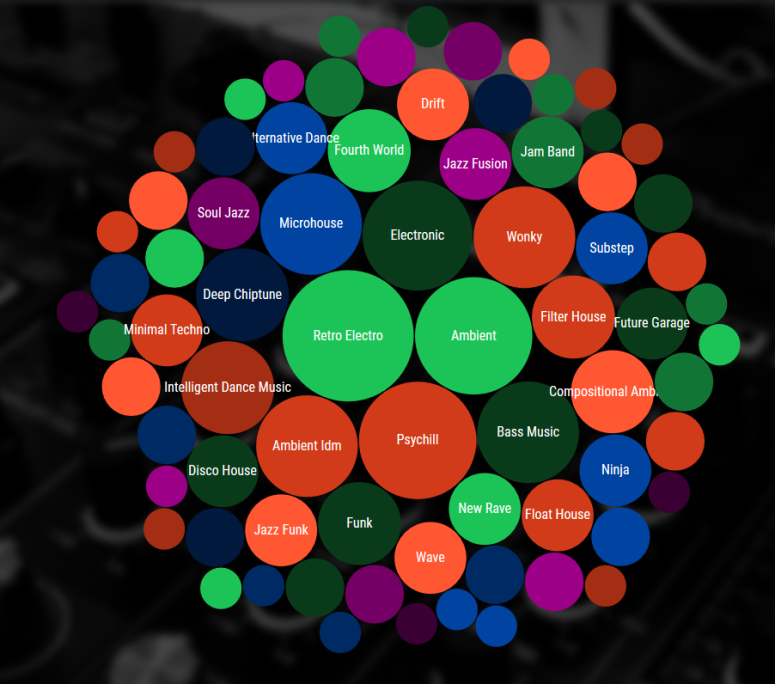 Drift
lternative Dance
Fourth World
Jam Band
Jazz Fusion
Soul Jazz
Microhouse
Electronic
Wonky
Substep
Deep Chiptune
Filter House
Future Garage
Minimal Techno
Retro Electro
Ambient
Intelligent Dance Music
Compositional Amb.
Ambient Idm
Psychill
Bass Music
Disco House
Ninja
New Rave
Float House
Jazz Funk
Funk
Wave